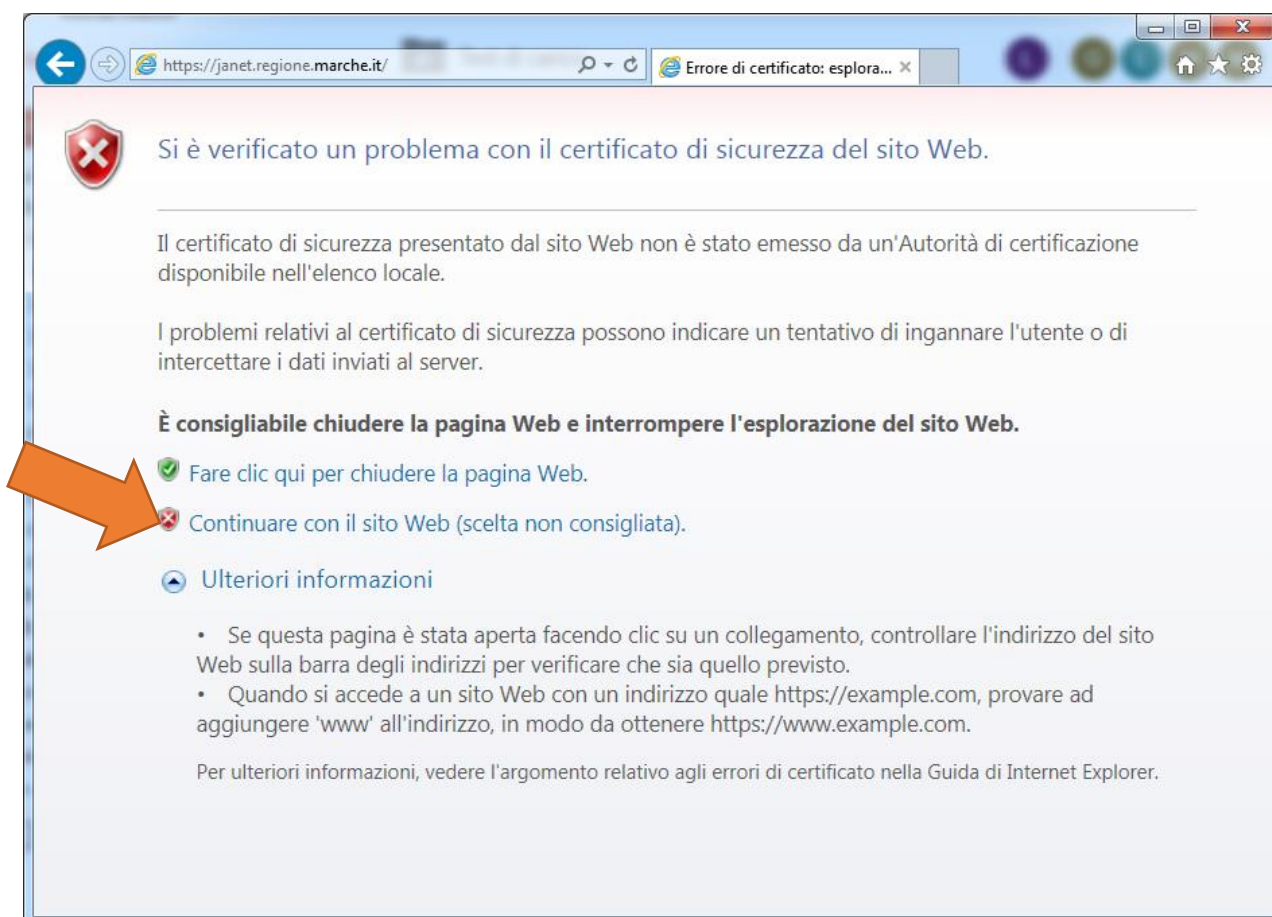 https://janet.regione.marche.it/
Errore di certificato: esplora...
Si è verificato un problema con il certificato di sicurezza del sito Web.
Il certificato di sicurezza presentato dal sito Web non è stato emesso da un'Autorità di certificazione
disponibile nell'elenco locale.
I problemi relativi al certificato di sicurezza possono indicare un tentativo di ingannare l'utente o di
intercettare i dati inviati al server.
È consigliabile chiudere la pagina Web e interrompere l'esplorazione del sito Web.
Fare clic qui per chiudere la pagina Web.
Continuare con il sito Web (scelta non consigliata).
Ulteriori informazioni
• Se questa pagina è stata aperta facendo clic su un collegamento, controllare l'indirizzo del sito
Web sulla barra degli indirizzi per verificare che sia quello previsto.
• Quando si accede a un sito Web con un indirizzo quale https://example.com, provare ad
aggiungere 'www' all'indirizzo, in modo da ottenere https://www.example.com.
Per ulteriori informazioni, vedere l'argomento relativo agli errori di certificato nella Guida di Internet Explorer.